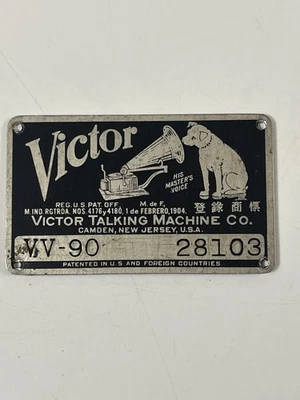 Victor
HIS
MASTER'S
VOICE
REG. U.S. PAT. OFF. M. de F.
M. IND. RGTRDA. NOS 4176 y 4180, 1 de FEBRERO, 1904. 登錄商標
VICTOR TALKING MACHINE CO.
CAMDEN, NEW JERSEY, U.S.A.
VV-90 28103
PATENTED IN U.S. AND FOREIGN COUNTRIES